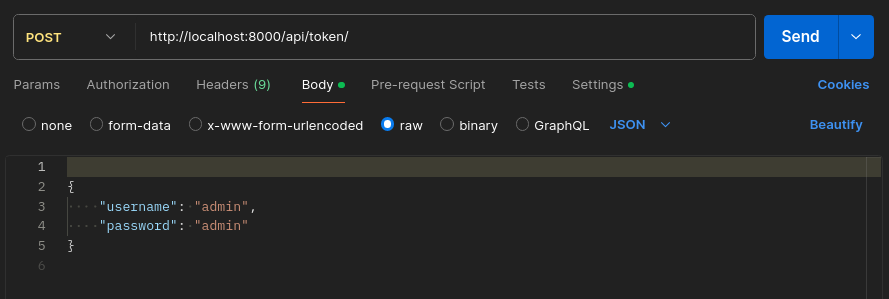 POST http://localhost:8000/api/token/ Send
Params Authorization Headers (9) Body Pre-request Script Tests Settings Cookies
none form-data x-www-form-urlencoded raw binary GraphQL JSON Beautify
1
2 {
3 "username": "admin",
4 "password": "admin"
5 }
6